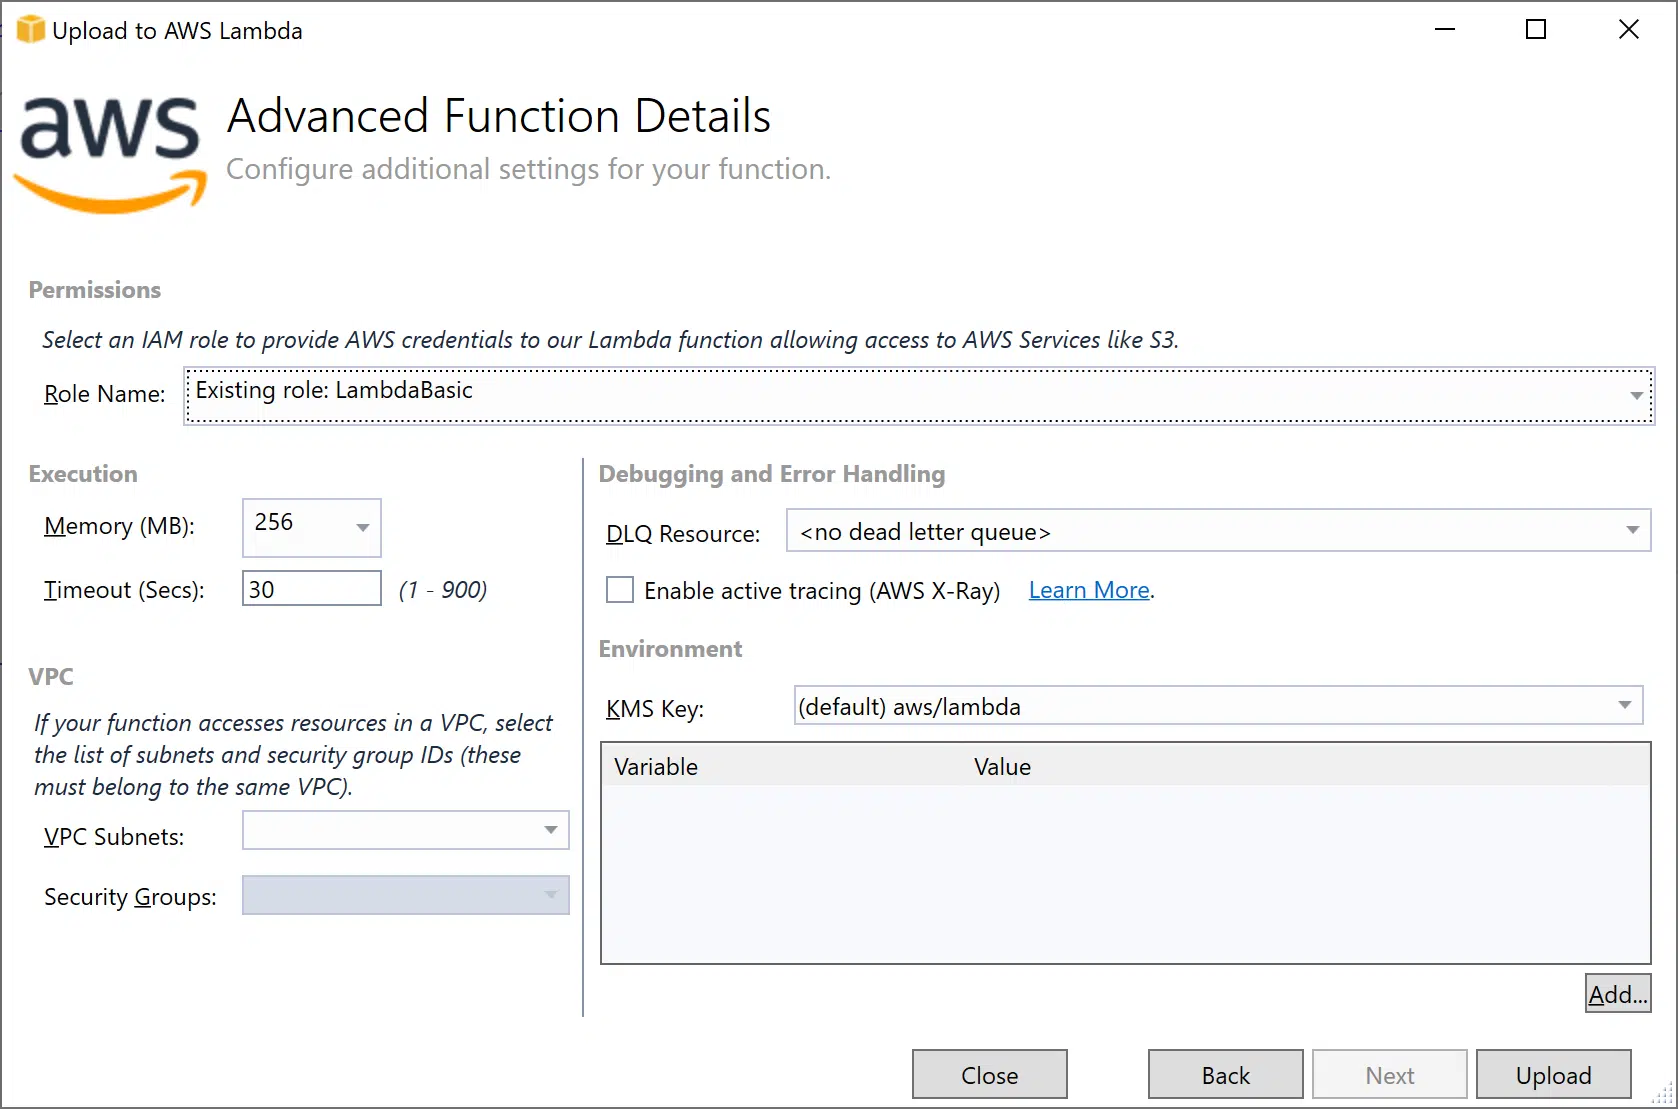 Upload to AWS Lambda
aws
Advanced Function Details
Configure additional settings for your function.
Permissions
Select an IAM role to provide AWS credentials to our Lambda function allowing access to AWS Services like S3.
Role Name: Existing role: LambdaBasic
Execution
Memory (MB): 256
Timeout (Secs): 30 (1 - 900)
VPC
If your function accesses resources in a VPC, select
the list of subnets and security group IDs (these
must belong to the same VPC).
VPC Subnets:
Security Groups:
Debugging and Error Handling
DLQ Resource: <no dead letter queue>
Enable active tracing (AWS X-Ray) Learn More.
Environment
KMS Key: (default) aws/lambda
Variable Value
Add...
Close Back Next Upload